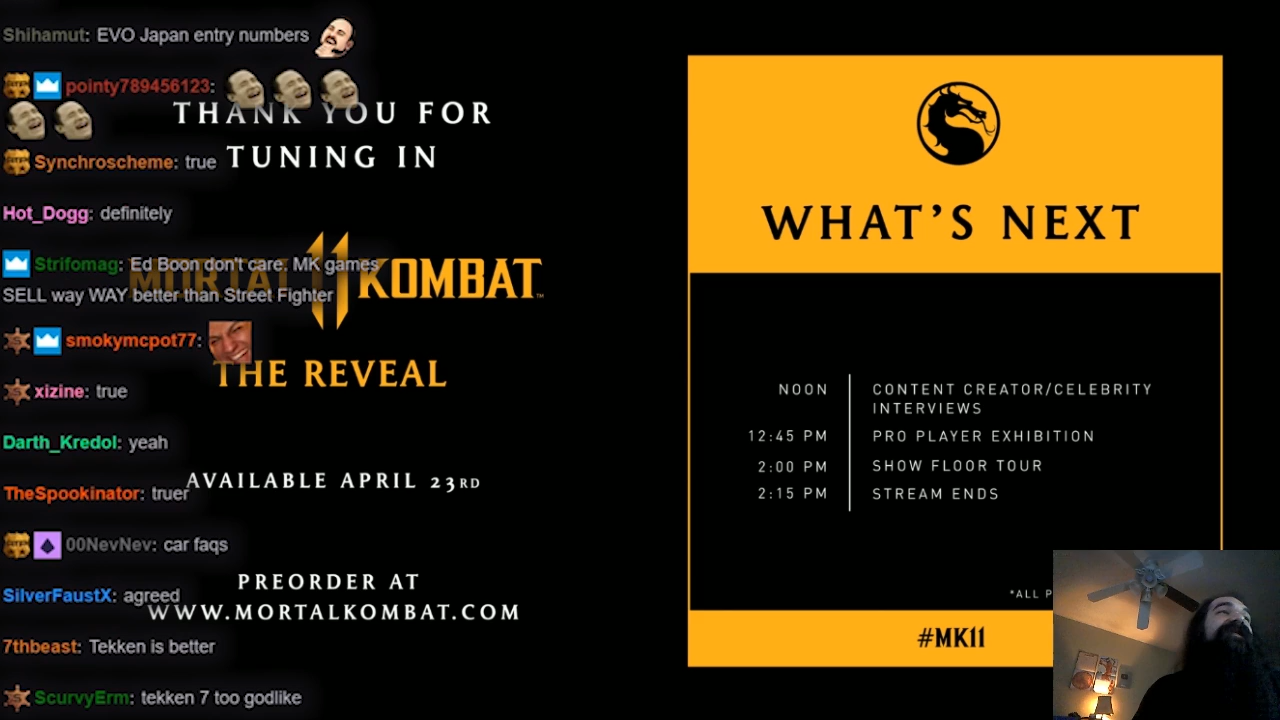 Shihamut: EVO Japan entry numbers
pointy789456123:
Synchroscheme: true
Hot_Dogg: definitely
Strifomag: Ed Boon don't care. MK games
SELL way WAY better than Street Fighter
smokymcpot77:
xizine: true
Darth_Kredol: yeah
TheSpookinator: truer
00NevNev: car faqs
SilverFaustX: agreed
7thbeast: Tekken is better
ScurvyErm: tekken 7 too godlike
THANK YOU FOR
TUNING IN
MORTAL 11 KOMBAT™
THE REVEAL
AVAILABLE APRIL 23RD
PREORDER AT
WWW.MORTALKOMBAT.COM
WHAT'S NEXT
NOON CONTENT CREATOR/CELEBRITY
INTERVIEWS
12:45 PM PRO PLAYER EXHIBITION
2:00 PM SHOW FLOOR TOUR
2:15 PM STREAM ENDS
*ALL
#MK11